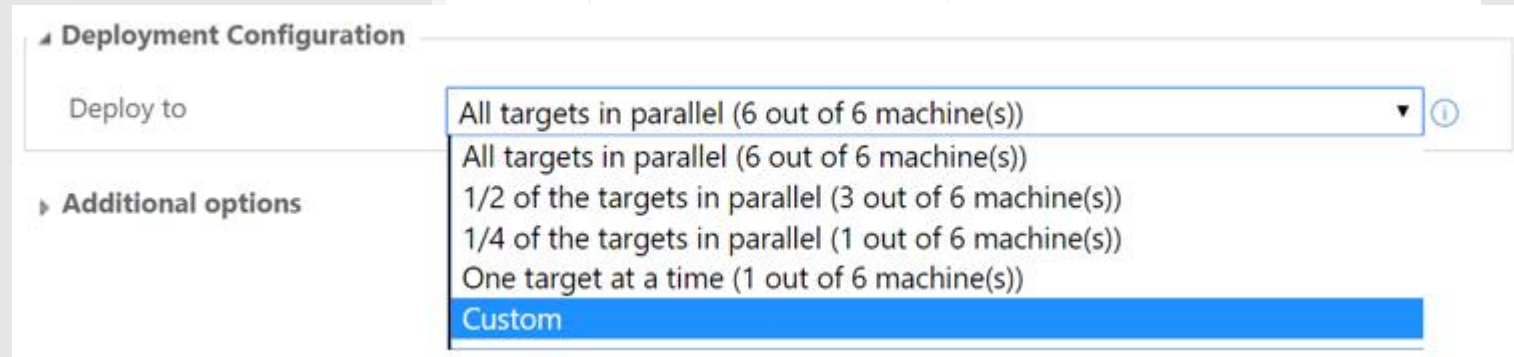 Deployment Configuration
Deploy to
All targets in parallel (6 out of 6 machine(s))
All targets in parallel (6 out of 6 machine(s))
1/2 of the targets in parallel (3 out of 6 machine(s))
Additional options
1/4 of the targets in parallel (1 out of 6 machine(s))
One target at a time (1 out of 6 machine(s))
Custom